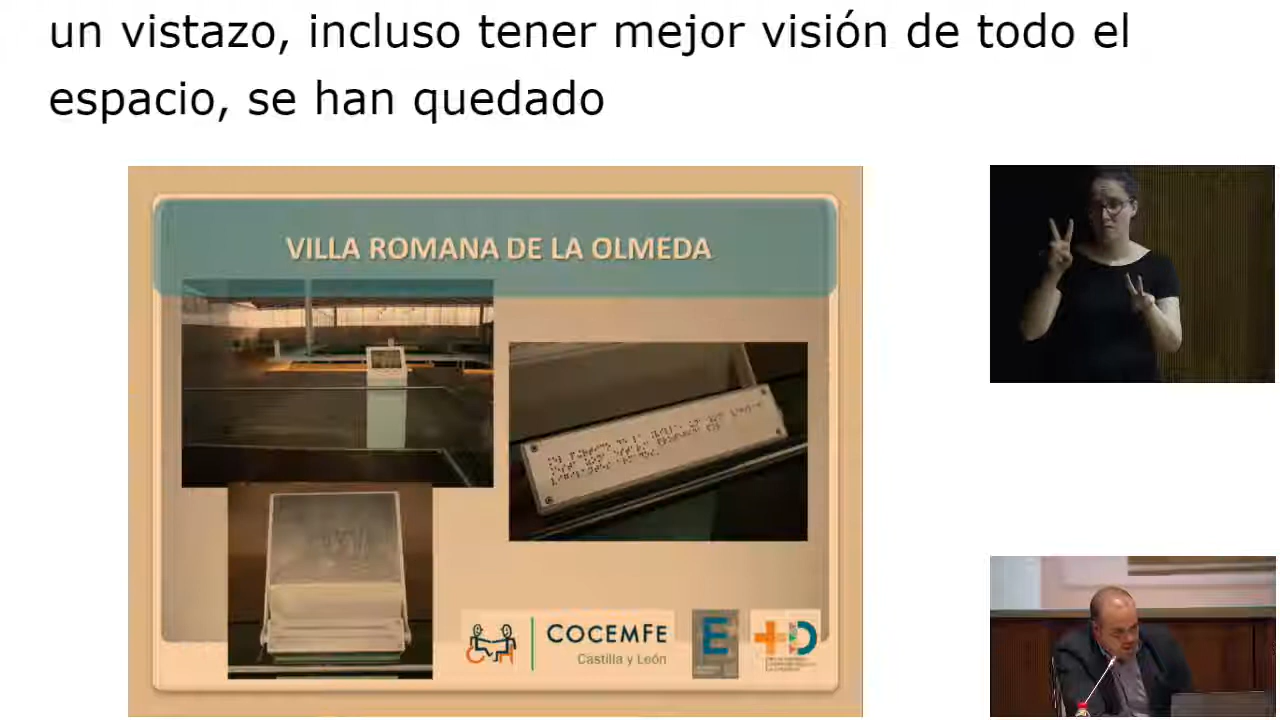 un vistazo, incluso tener mejor visión de todo el
espacio, se han quedado
VILLA ROMANA DE LA OLMEDA
COCEMFE
Castilla y León
E
+D